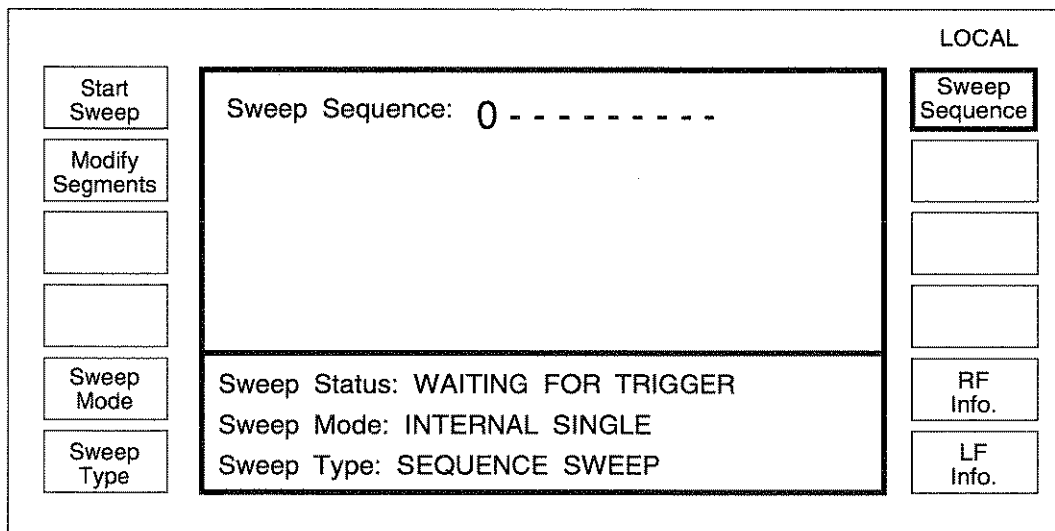 LOCAL
Start
Sweep
Modify
Segments
Sweep
Mode
Sweep
Type
Sweep Sequence: 0 - - - - - - - - -
Sweep Status: WAITING FOR TRIGGER
Sweep Mode: INTERNAL SINGLE
Sweep Type: SEQUENCE SWEEP
Sweep
Sequence
RF
Info.
LF
Info.